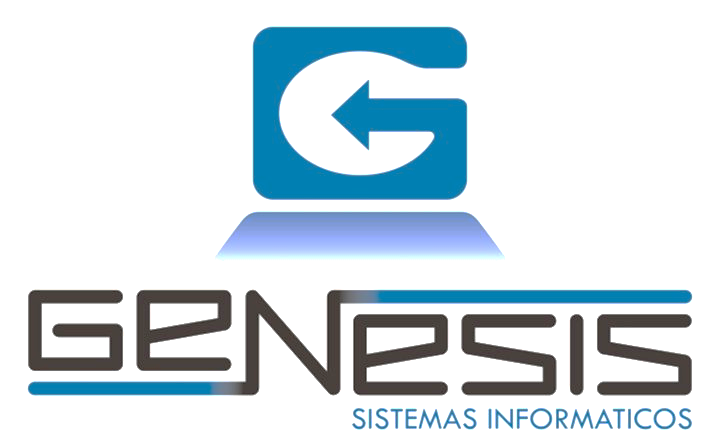 G
GENESIS
SISTEMAS INFORMATICOS